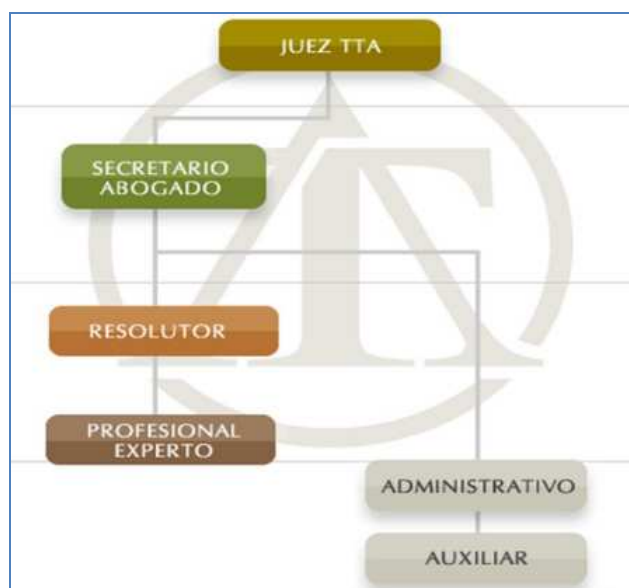 JUEZ TTA
SECRETARIO
ABOGADO
RESOLUTOR
PROFESIONAL
EXPERTO
ADMINISTRATIVO
AUXILIAR